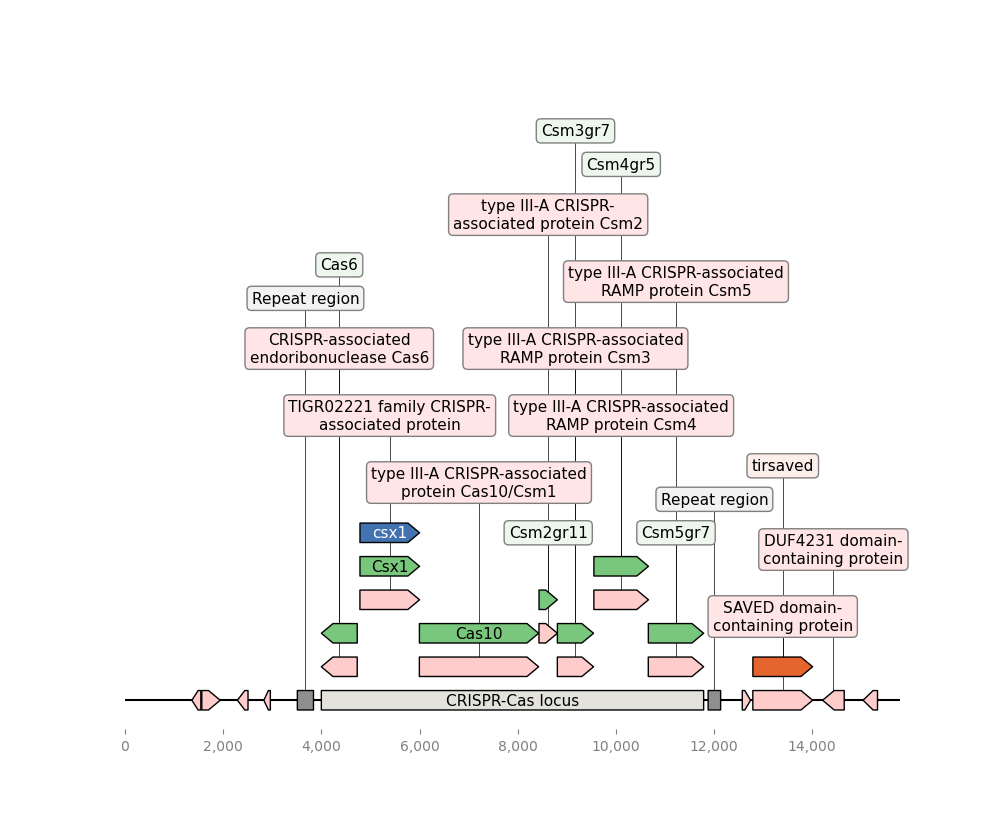 Csm3gr7
Csm4gr5
type III-A CRISPR-
associated protein Csm2
Cas6
type III-A CRISPR-associated
RAMP protein Csm5
Repeat region
CRISPR-associated
endoribonuclease Cas6
type III-A CRISPR-associated
RAMP protein Csm3
TIGR02221 family CRISPR-
associated protein
type III-A CRISPR-associated
RAMP protein Csm4
tirsaved
type III-A CRISPR-associated
protein Cas10/Csm1
Repeat region
csx1
Csm2gr11
Csm5gr7
DUF4231 domain-
containing protein
Csx1
SAVED domain-
containing protein
Cas10
CRISPR-Cas locus
0
2,000
4,000
6,000
8,000
10,000
12,000
14,000